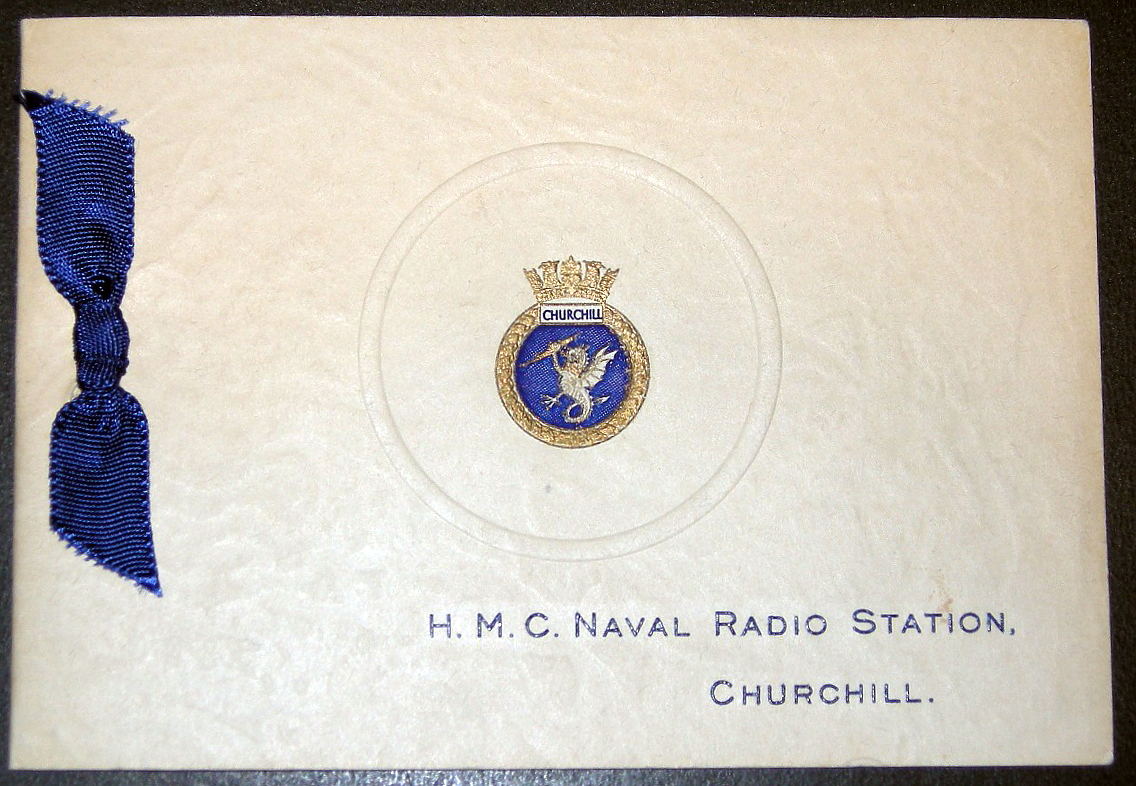 CHURCHILL
H. M. C. NAVAL RADIO STATION,
CHURCHILL.